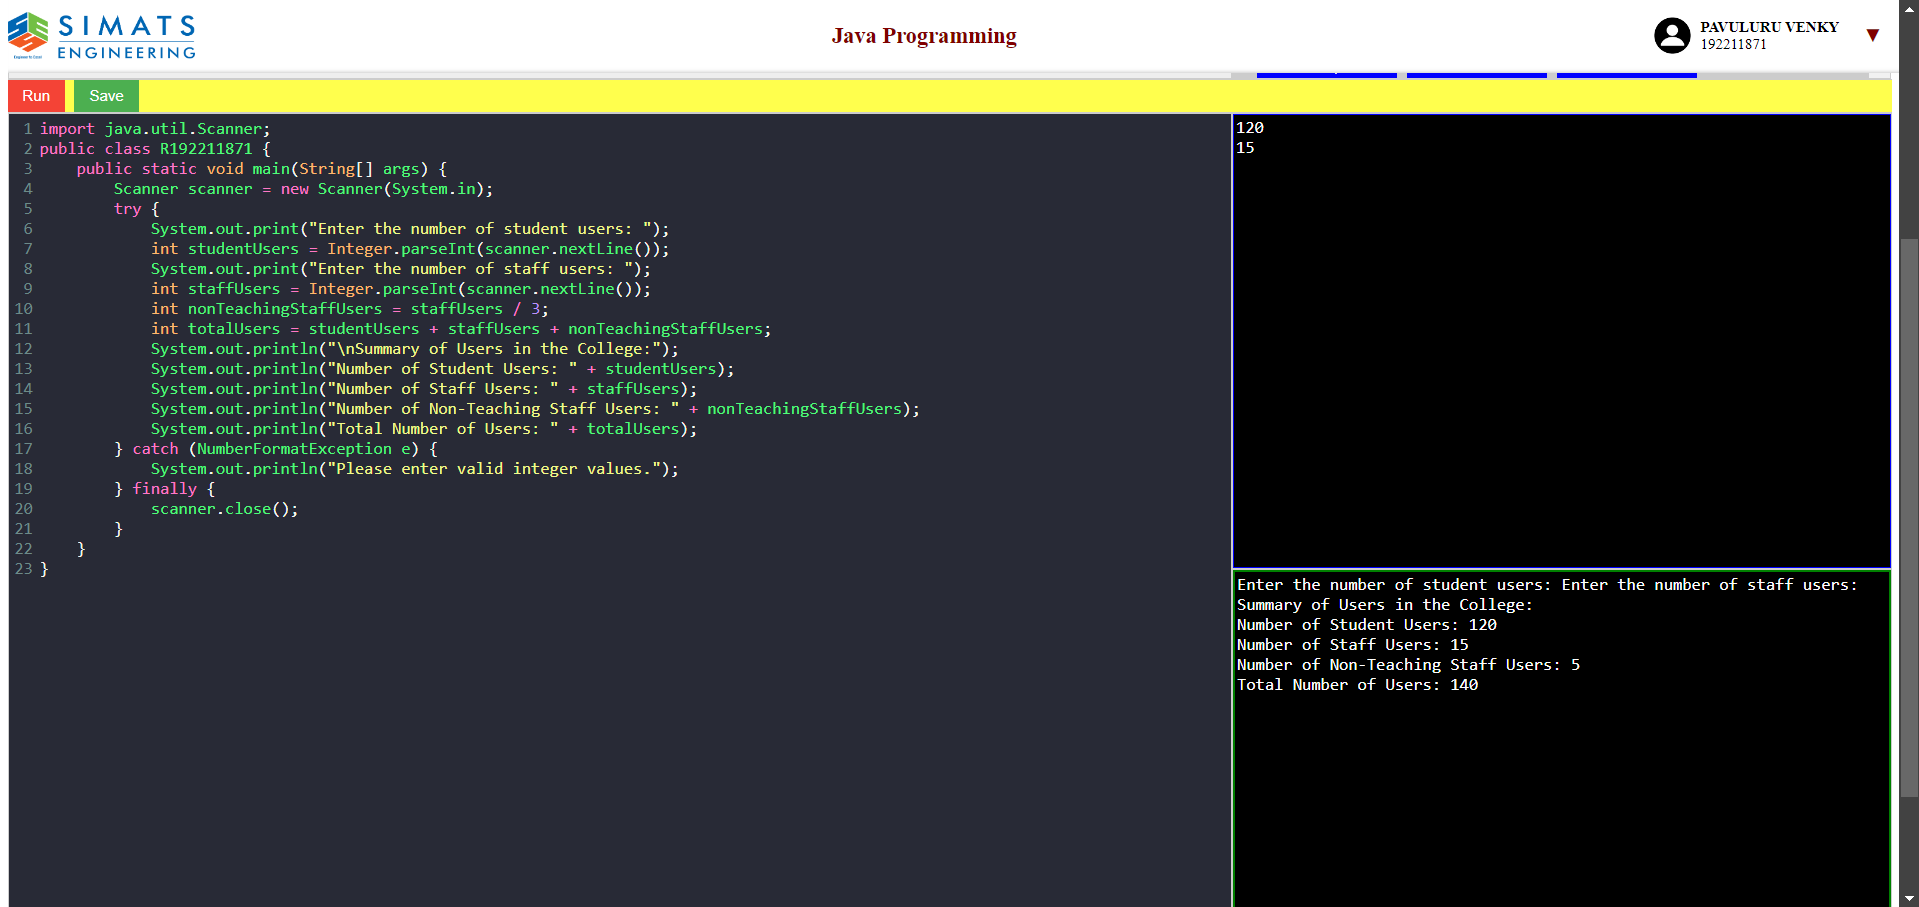 SIMATS
ENGINEERING
Java Programming
PAVULURU VENKY
192211871
Run Save
1 import java.util.Scanner;
2 public class R192211871 {
3     public static void main(String[] args) {
4         Scanner scanner = new Scanner(System.in);
5         try {
6             System.out.print("Enter the number of student users: ");
7             int studentUsers = Integer.parseInt(scanner.nextLine());
8             System.out.print("Enter the number of staff users: ");
9             int staffUsers = Integer.parseInt(scanner.nextLine());
10             int nonTeachingStaffUsers = staffUsers / 3;
11             int totalUsers = studentUsers + staffUsers + nonTeachingStaffUsers;
12             System.out.println("\nSummary of Users in the College:");
13             System.out.println("Number of Student Users: " + studentUsers);
14             System.out.println("Number of Staff Users: " + staffUsers);
15             System.out.println("Number of Non-Teaching Staff Users: " + nonTeachingStaffUsers);
16             System.out.println("Total Number of Users: " + totalUsers);
17         } catch (NumberFormatException e) {
18             System.out.println("Please enter valid integer values.");
19         } finally {
20             scanner.close();
21         }
22     }
23 }
120
15
Enter the number of student users: Enter the number of staff users:
Summary of Users in the College:
Number of Student Users: 120
Number of Staff Users: 15
Number of Non-Teaching Staff Users: 5
Total Number of Users: 140